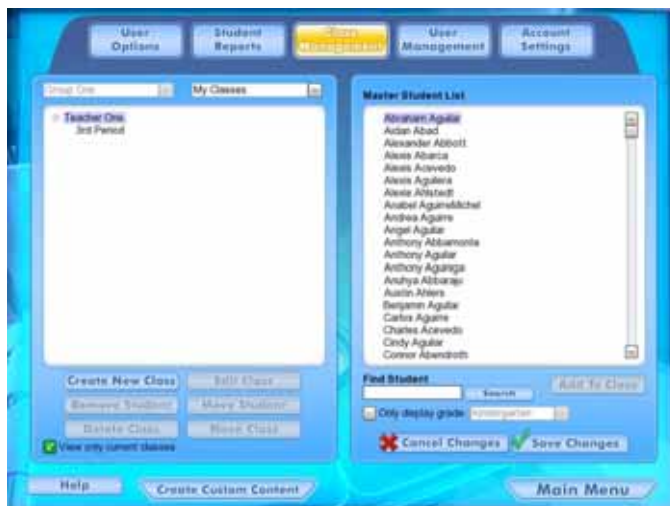 User Options
Student Reports
Class Management
User Management
Account Settings
Group One
My Classes
Teacher One
3rd Period
Master Student List
Abraham Aguilar
Aidan Abad
Alexander Abbott
Alexis Abarca
Alexis Acevedo
Alexis Aguilera
Alexis Ahlstedt
Anabel AguirreMichel
Andrea Aguirre
Angel Aguilar
Anthony Abbamonte
Anthony Aguilar
Anthony Aguiniga
Anuhya Abbaraju
Austin Ahlers
Benjamin Aguilar
Carlos Aguirre
Charles Acevedo
Cindy Aguilar
Connor Abendroth
Create New Class
Edit Class
Remove Student
Move Student
Delete Class
Move Class
View only current classes
Find Student
Search
Add To Class
Only display grade
Kindergarten
Cancel Changes
Save Changes
Help
Create Custom Content
Main Menu